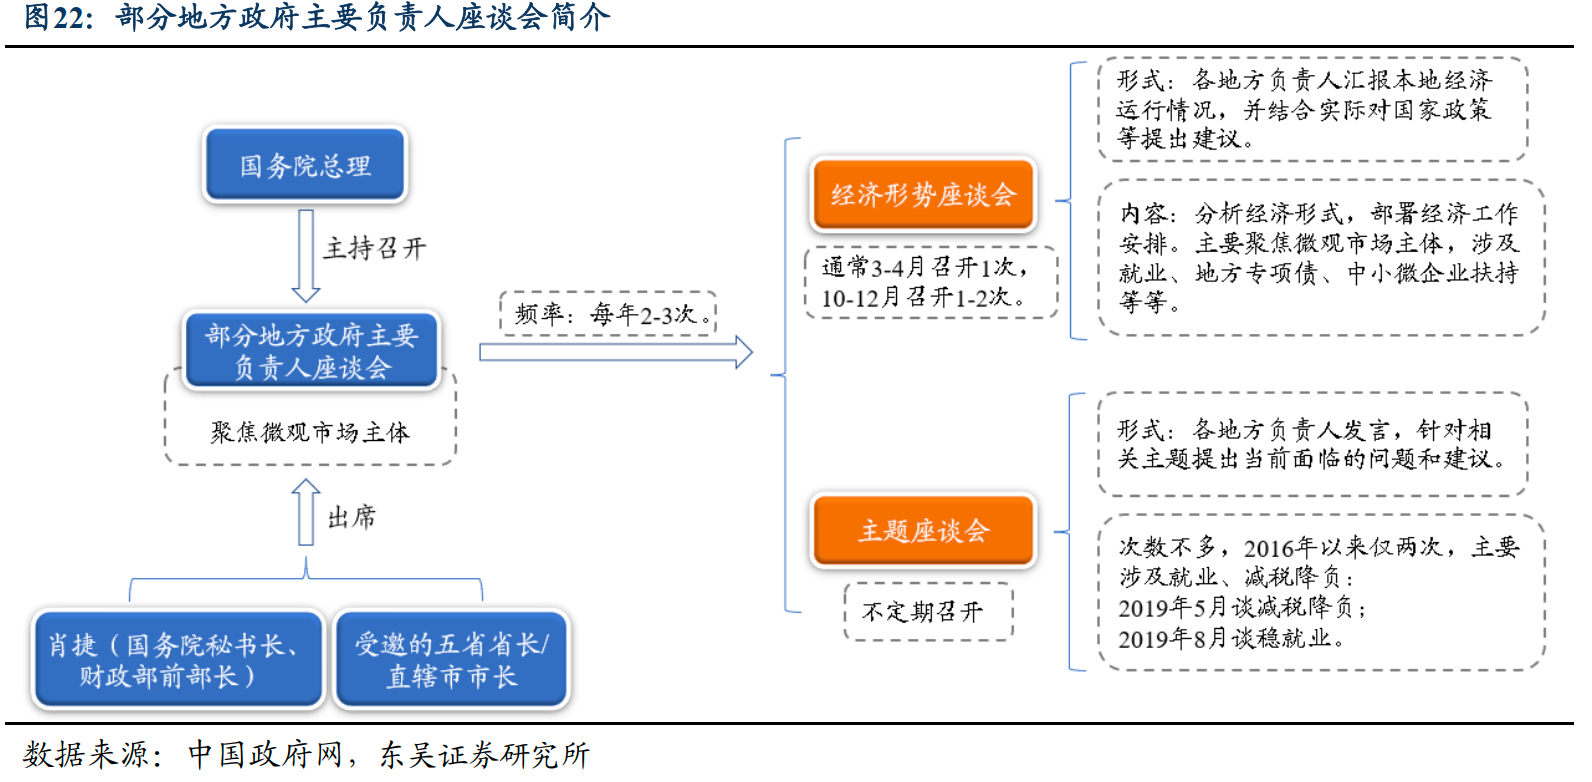 图22：部分地方政府主要负责人座谈会简介
国务院总理
主持召开
部分地方政府主要
负责人座谈会
聚焦微观市场主体
出席
肖捷（国务院秘书长、
财政部前部长）
受邀的五省省长/
直辖市市长
频率：每年2-3次。
经济形势座谈会
通常3-4月召开1次，
10-12月召开1-2次。
形式：各地方负责人汇报本地经济
运行情况，并结合实际对国家政策
等提出建议。
内容：分析经济形式，部署经济工作
安排。主要聚焦微观市场主体，涉及
就业、地方专项债、中小微企业扶持
等等。
主题座谈会
不定期召开
形式：各地方负责人发言，针对相
关主题提出当前面临的问题和建议。
次数不多，2016年以来仅两次，主要
涉及就业、减税降负：
2019年5月谈减税降负；
2019年8月谈稳就业。
数据来源：中国政府网，东吴证券研究所